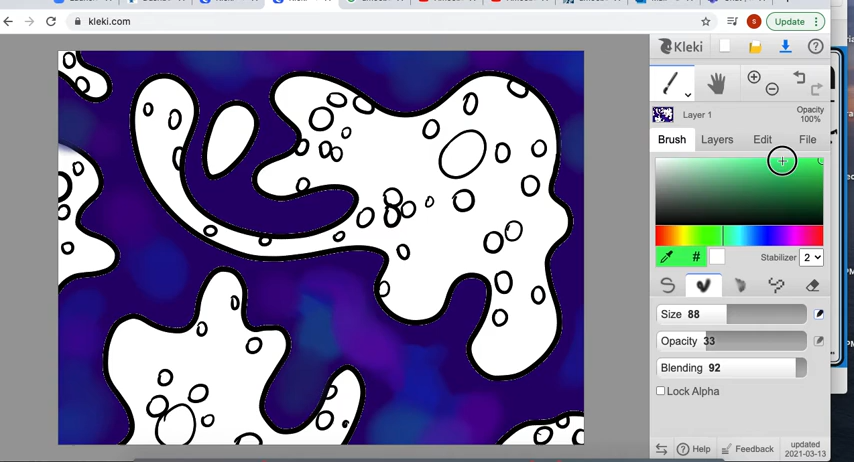 kleki.com
S
Update
Kleki
Layer 1
Opacity
100%
Brush Layers Edit File
#
Stabilizer 2
Size 88
Opacity 33
Blending 92
Lock Alpha
Help Feedback
updated
2021-03-13